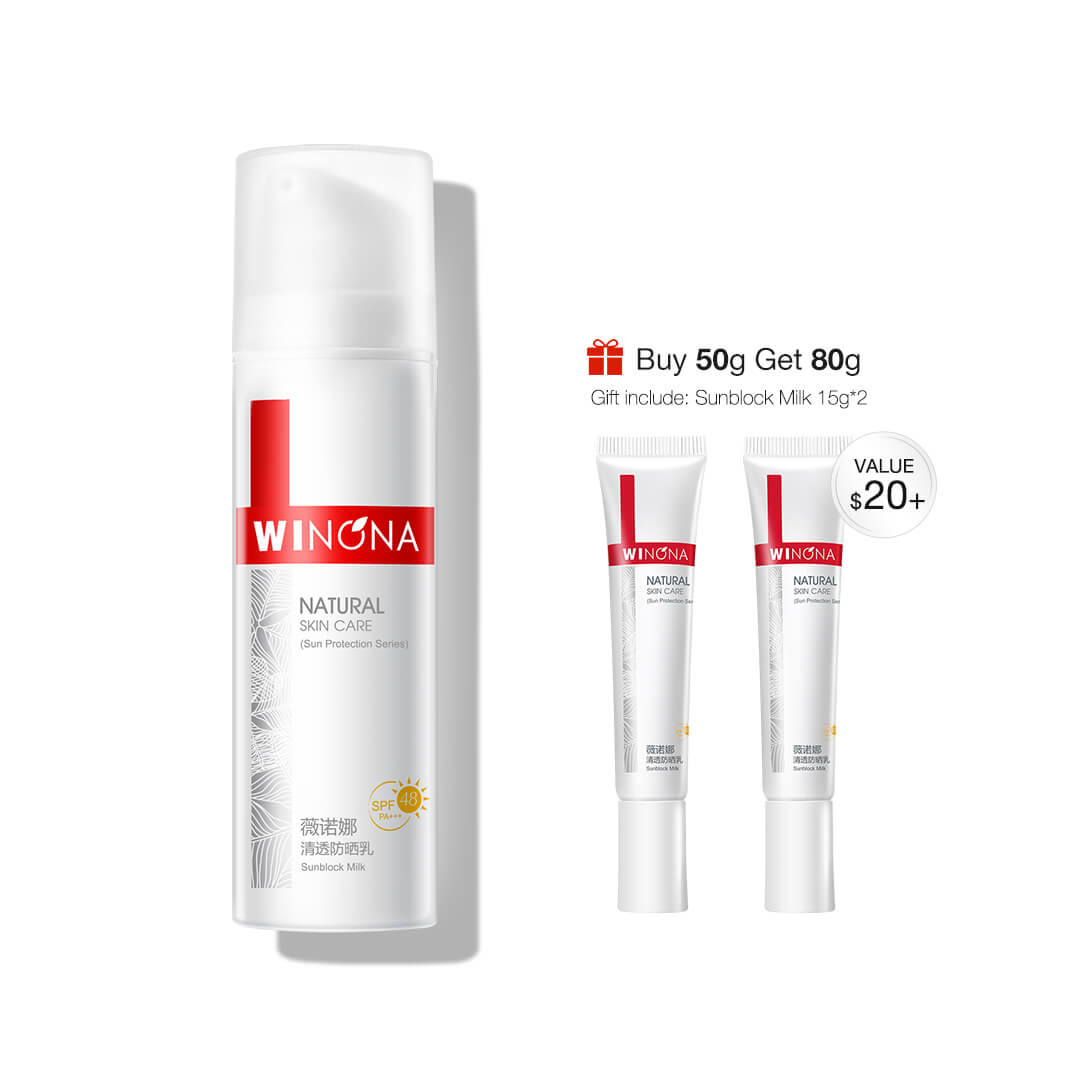 WINONA
NATURAL
SKIN CARE
(Sun Protection Series)
SPF 48
PA+++
薇诺娜
清透防晒乳
Sunblock Milk
Buy 50g Get 80g
Gift include: Sunblock Milk 15g*2
WINONA
NATURAL
SKIN CARE
(Sun Protection Ser
薇诺娜
清透防晒乳
Sunblock Milk
VALUE
$20+
WINONA
NATURAL
SKIN CARE
(Sun Protection Ser
薇诺娜
清透防晒乳
Sunblock Milk